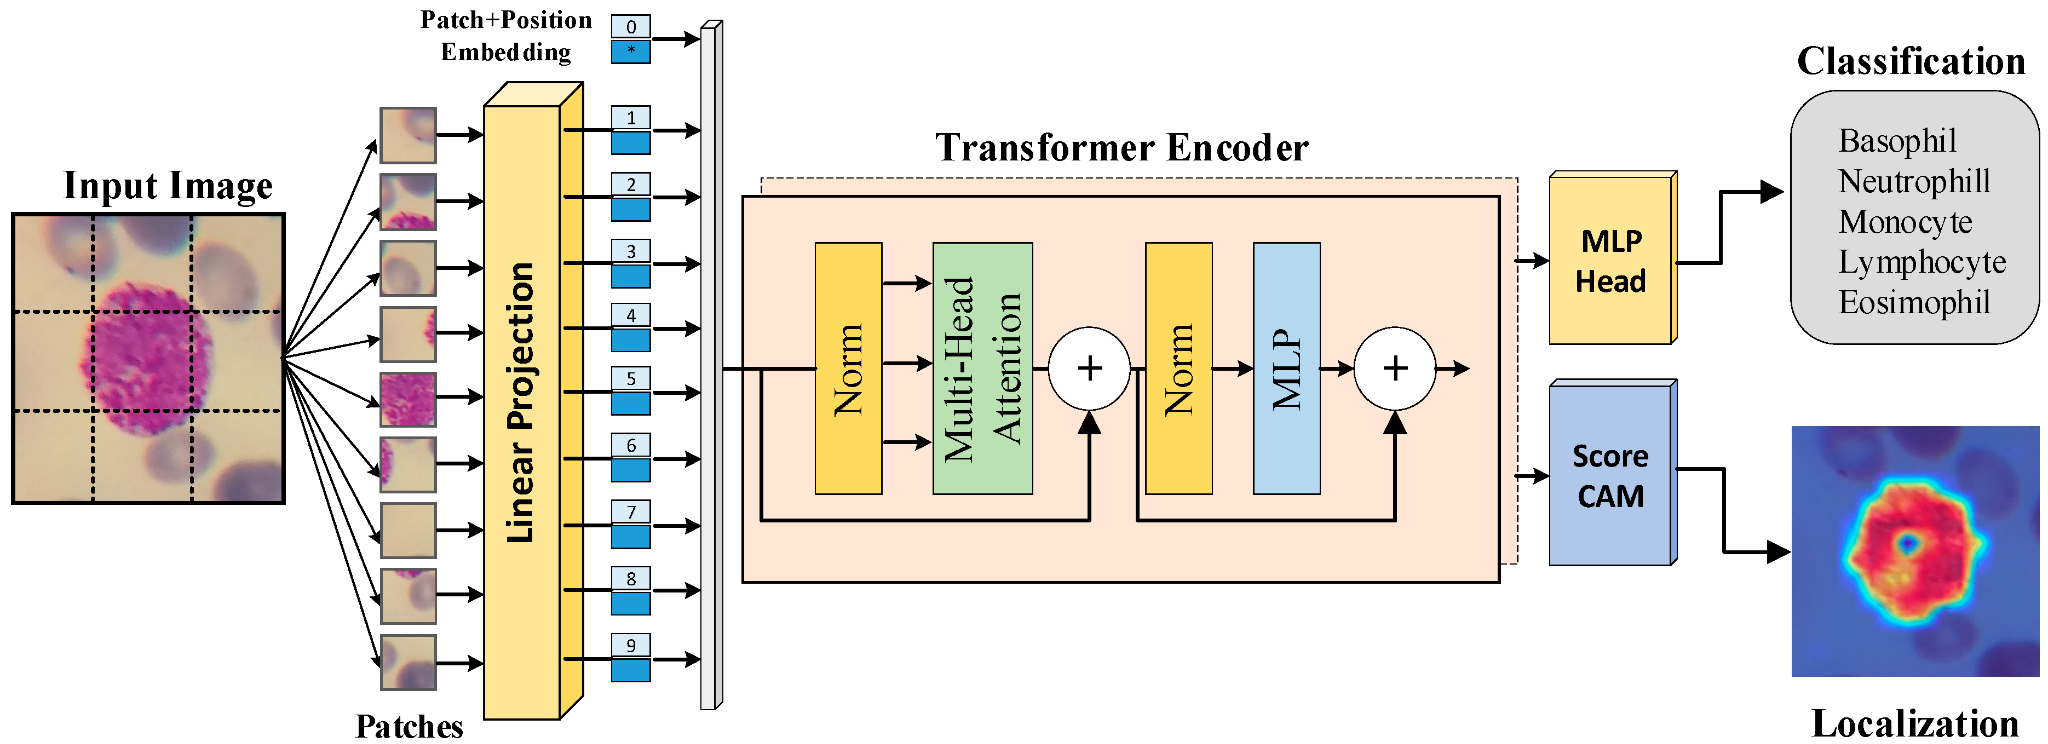 Patch+Position
Embedding
0
*
1
2
3
4
5
6
7
8
9
Input Image
Patches
Linear Projection
Transformer Encoder
Norm
Multi-Head
Attention
+
Norm
MLP
+
MLP
Head
Score
CAM
Classification
Basophil
Neutrophill
Monocyte
Lymphocyte
Eosimophil
Localization